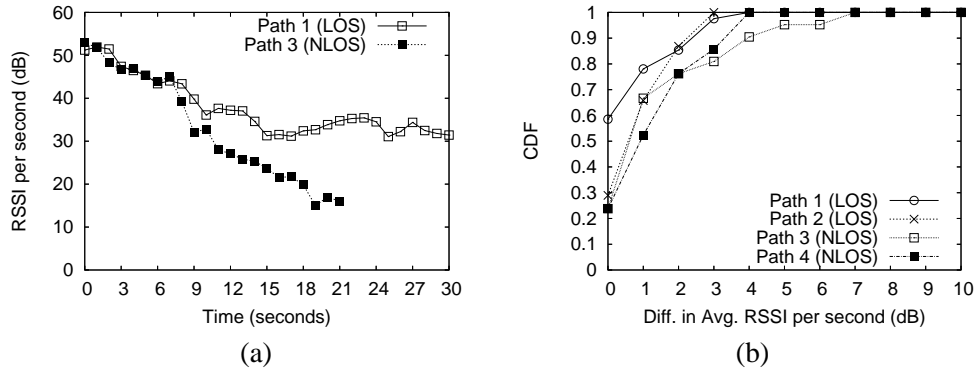 60
50
40
30
20
10
0
0 3 6 9 12 15 18 21 24 27 30
RSSI per second (dB)
Time (seconds)
Path 1 (LOS)
Path 3 (NLOS)
(a)
1
0.9
0.8
0.7
0.6
0.5
0.4
0.3
0.2
0.1
0
0 1 2 3 4 5 6 7 8 9 10
CDF
Diff. in Avg. RSSI per second (dB)
Path 1 (LOS)
Path 2 (LOS)
Path 3 (NLOS)
Path 4 (NLOS)
(b)